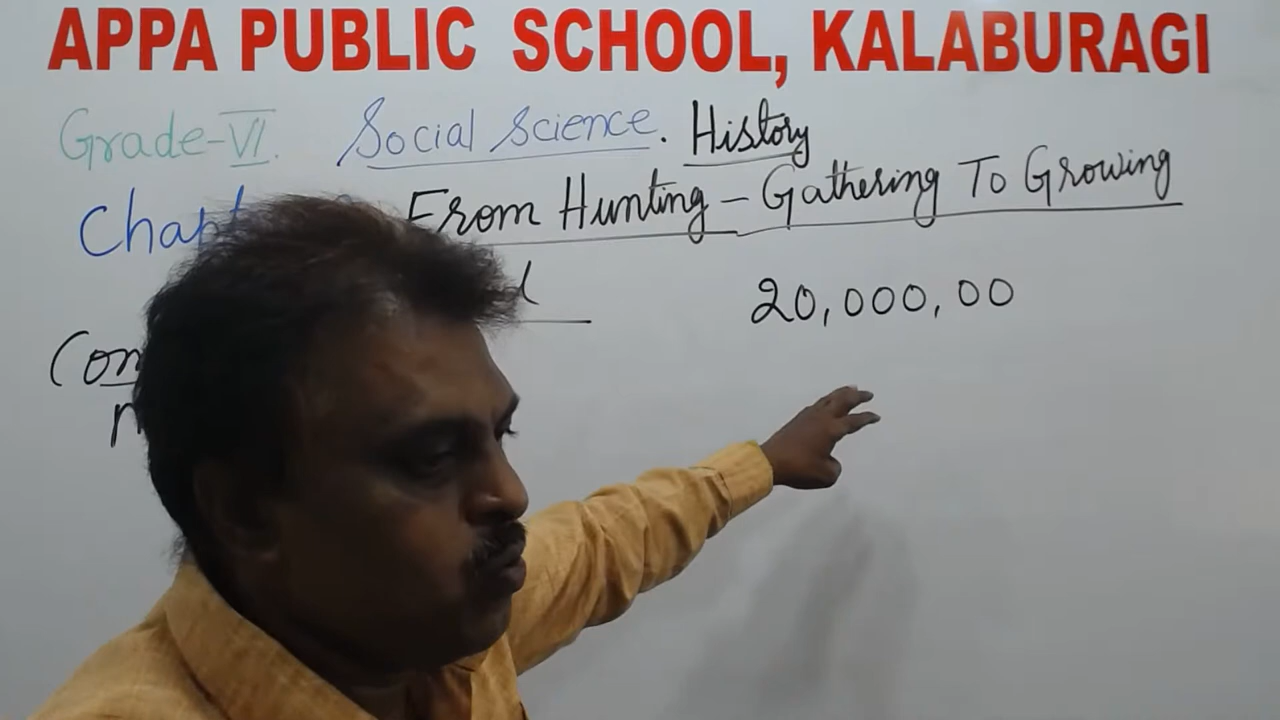 APPA PUBLIC SCHOOL, KALABURAGI
Grade-VI. Social Science. History
From Hunting - Gathering To Growing
20,000,00